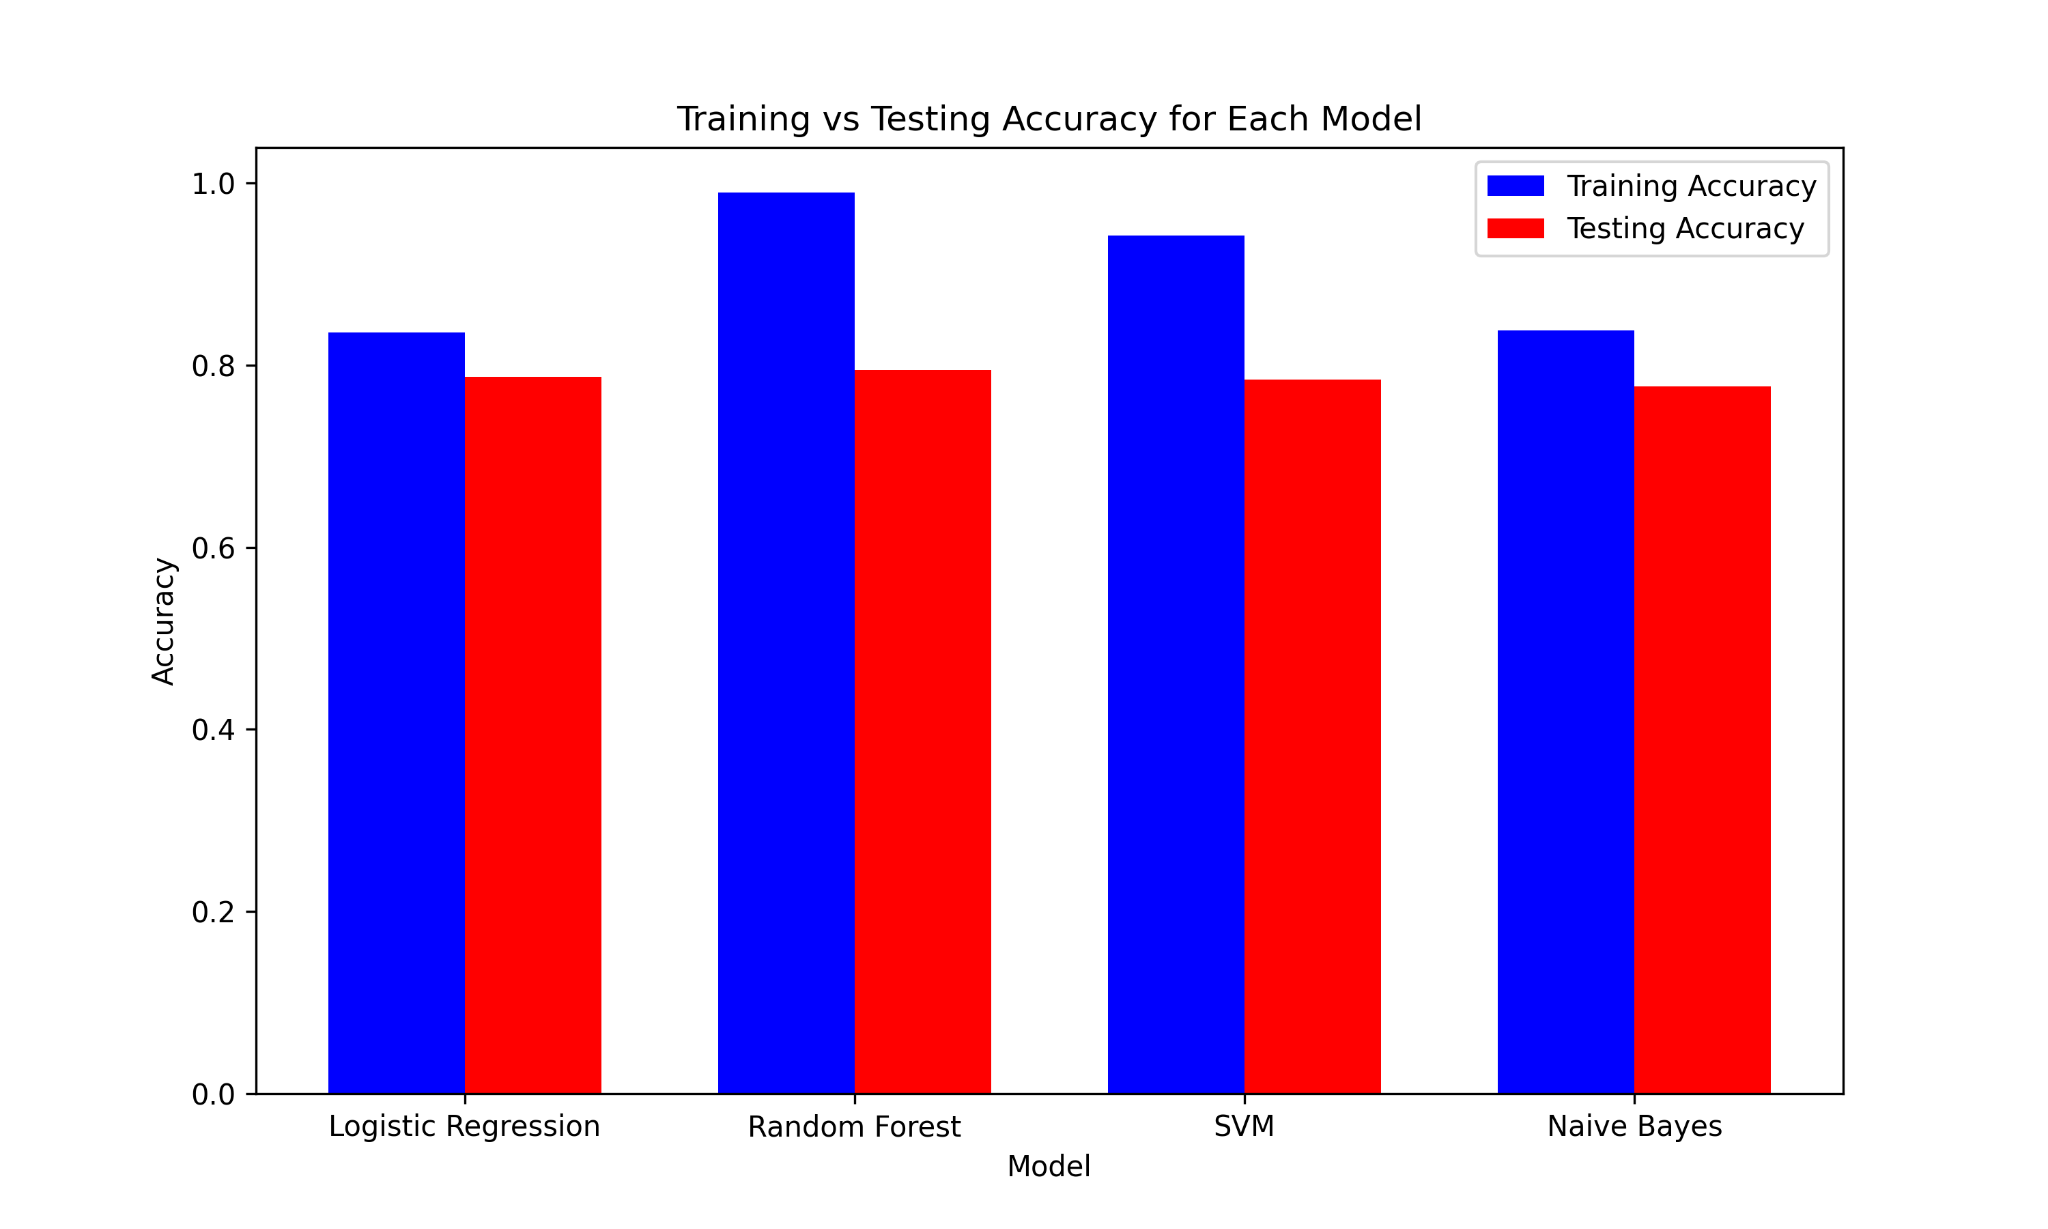 Training vs Testing Accuracy for Each Model
Training Accuracy
Testing Accuracy
1.0
0.8
0.6
0.4
0.2
0.0
Accuracy
Logistic Regression
Random Forest
SVM
Naive Bayes
Model